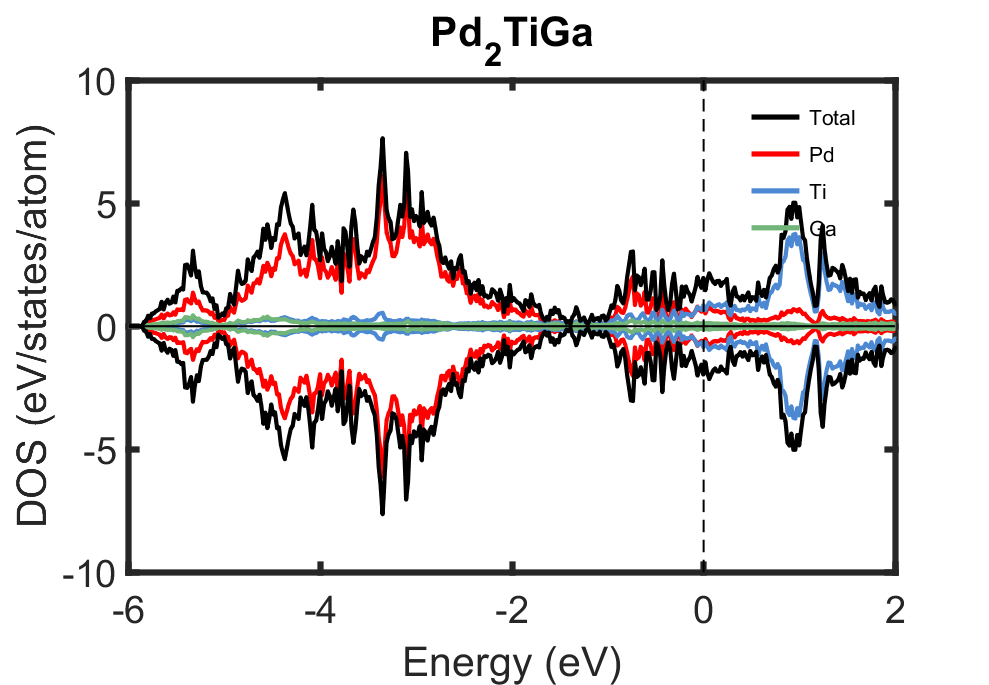 Pd2TiGa
10
5
0
-5
-10
DOS (eV/states/atom)
-6 -4 -2 0 2
Energy (eV)
Total
Pd
Ti
Ga